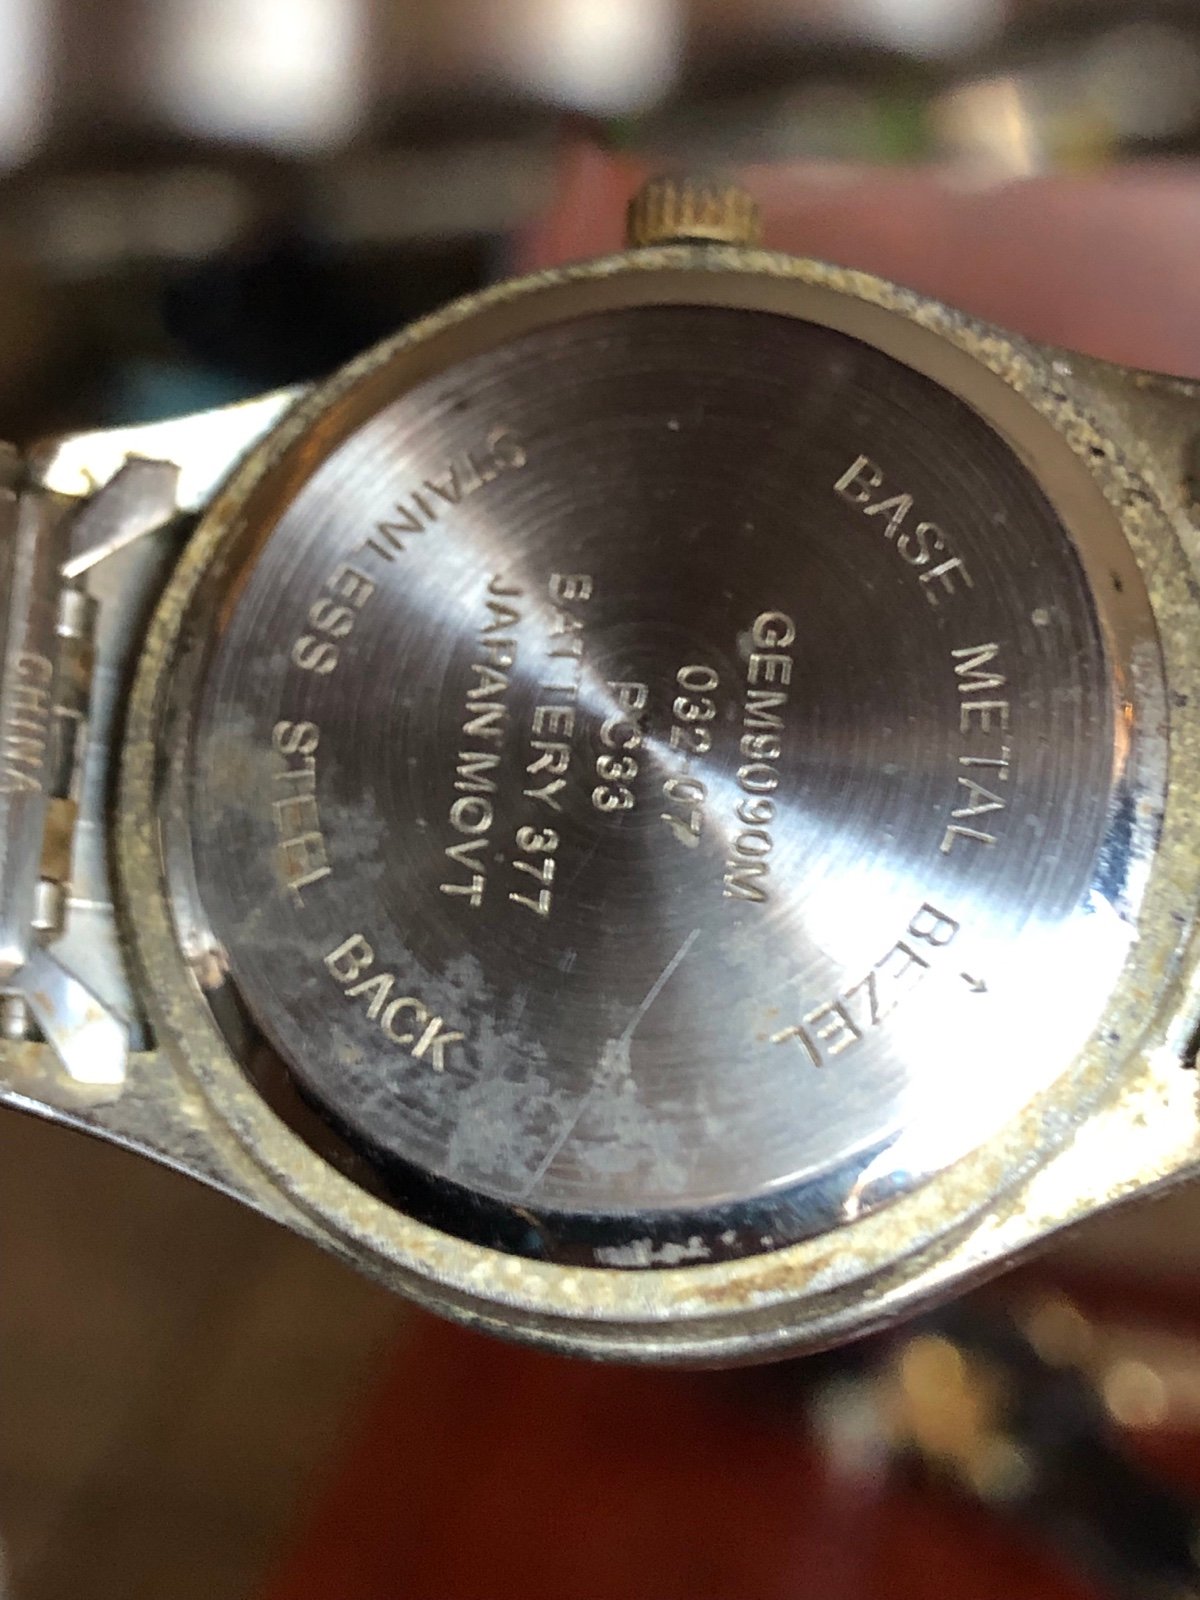 BASE METAL BEZEL
GEM9090M
032-07
PC33
BATTERY 377
JAPAN MOVT
STAINLESS STEEL BACK
CHINA